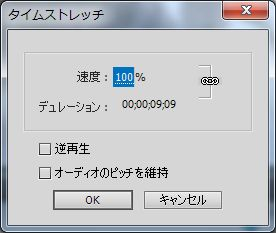 タイムストレッチ
速度： 100%
デュレーション： 00;00;09;09
逆再生
オーディオのピッチを維持
OK キャンセル